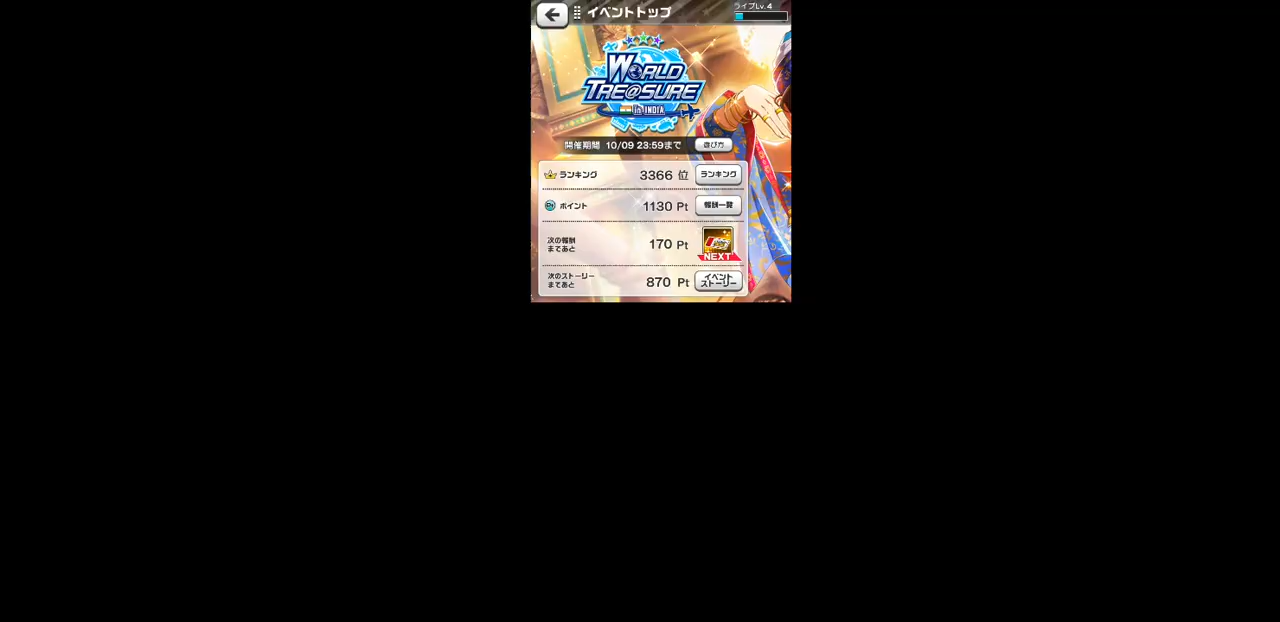 イベントトップ
ライブLv.4
WORLD
TRE@SURE
in INDIA
開催期間 10/09 23:59まで
遊び方
ランキング 3366 位 ランキング
Pt ポイント 1130 Pt 報酬一覧
次の報酬
まであと
170 Pt
NEXT
次のストーリー
まであと
870 Pt
イベント
ストーリー